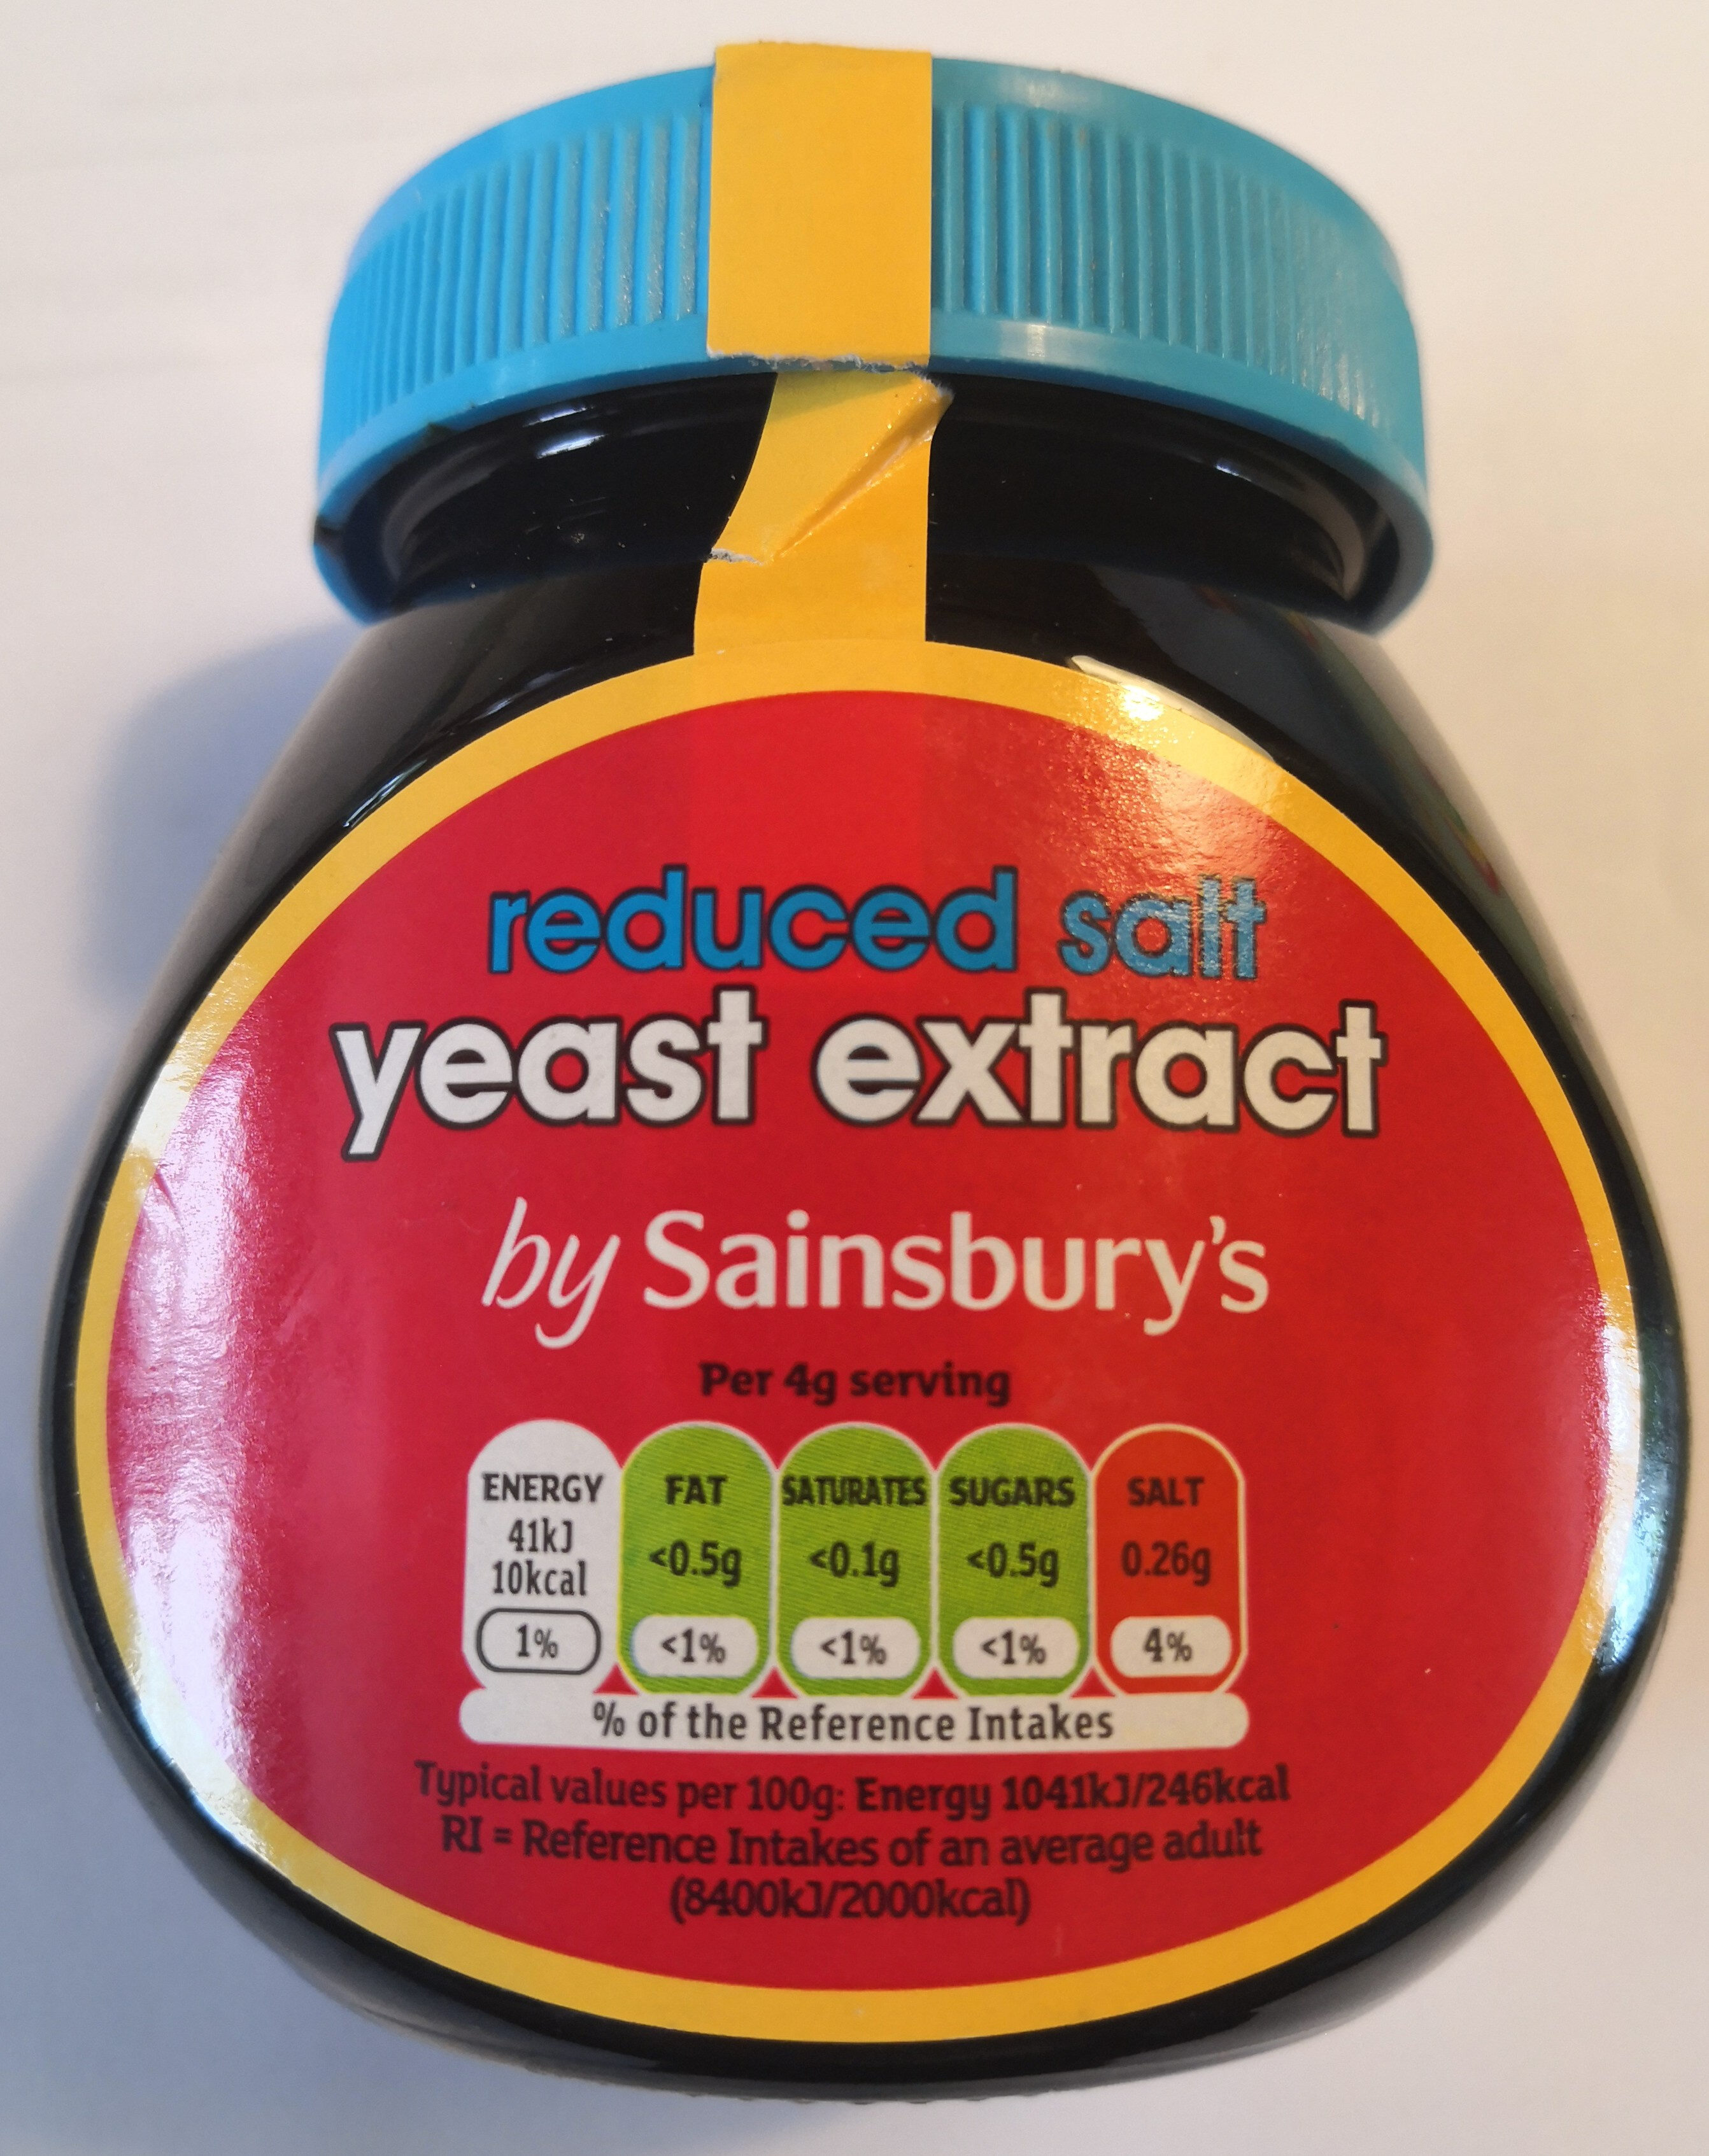 reduced salt
yeast extract
by Sainsbury's
Per 4g serving
ENERGY FAT SATURATES SUGARS SALT
41kJ
10kcal <0.5g <0.1g <0.5g 0.26g
1% <1% <1% <1% 4%
% of the Reference Intakes
Typical values per 100g: Energy 1041kJ/246kcal
RI = Reference Intakes of an average adult
(8400kJ/2000kcal)